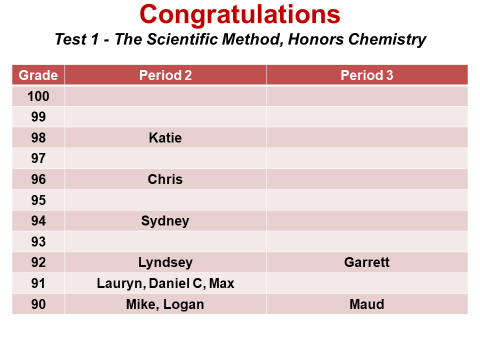 Congratulations
Test 1 - The Scientific Method, Honors Chemistry
Grade Period 2 Period 3
100
99
98 Katie
97
96 Chris
95
94 Sydney
93
92 Lyndsey Garrett
91 Lauryn, Daniel C, Max
90 Mike, Logan Maud